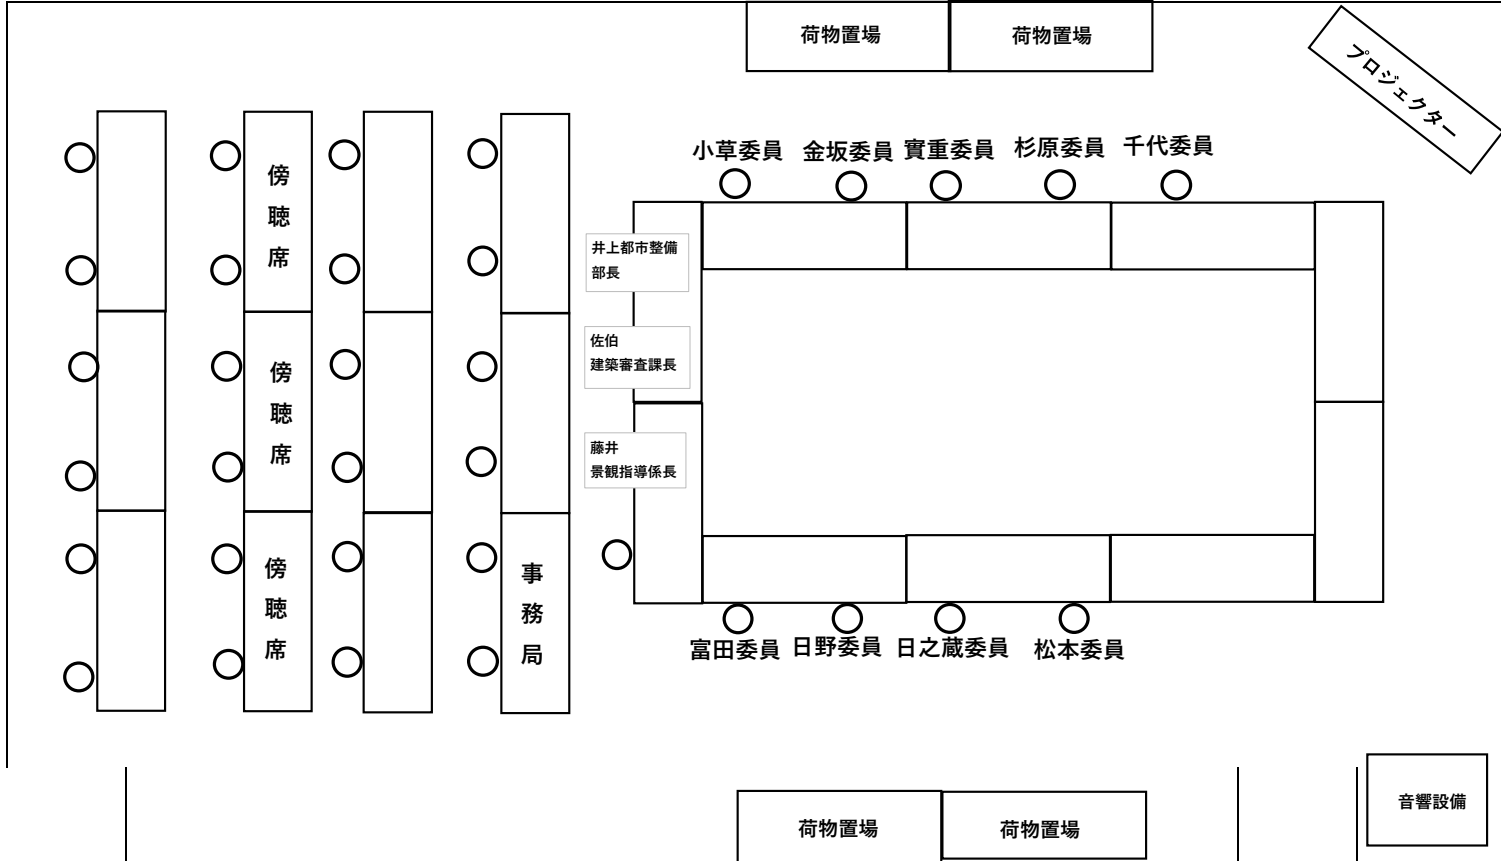 荷物置場
荷物置場
プロジェクター
小草委員
金坂委員
實重委員
杉原委員
千代委員
傍聴席
傍聴席
傍聴席
事務局
井上都市整備
部長
佐伯
建築審査課長
藤井
景観指導係長
富田委員
日野委員
日之蔵委員
松本委員
荷物置場
荷物置場
音響設備